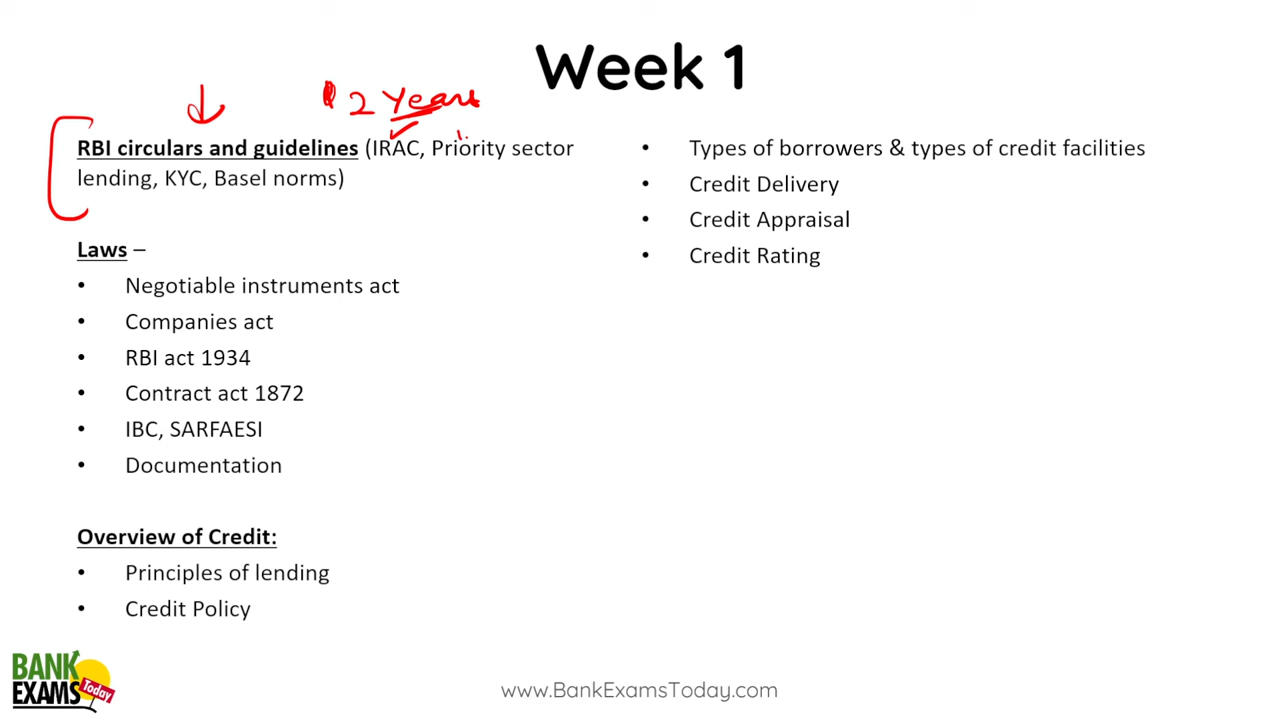 Week 1
2 Years
RBI circulars and guidelines (IRAC, Priority sector
lending, KYC, Basel norms)
Laws –
• Negotiable instruments act
• Companies act
• RBI act 1934
• Contract act 1872
• IBC, SARFAESI
• Documentation
Overview of Credit:
• Principles of lending
• Credit Policy
• Types of borrowers & types of credit facilities
• Credit Delivery
• Credit Appraisal
• Credit Rating
BANK
EXAMS
Today
www.BankExamsToday.com